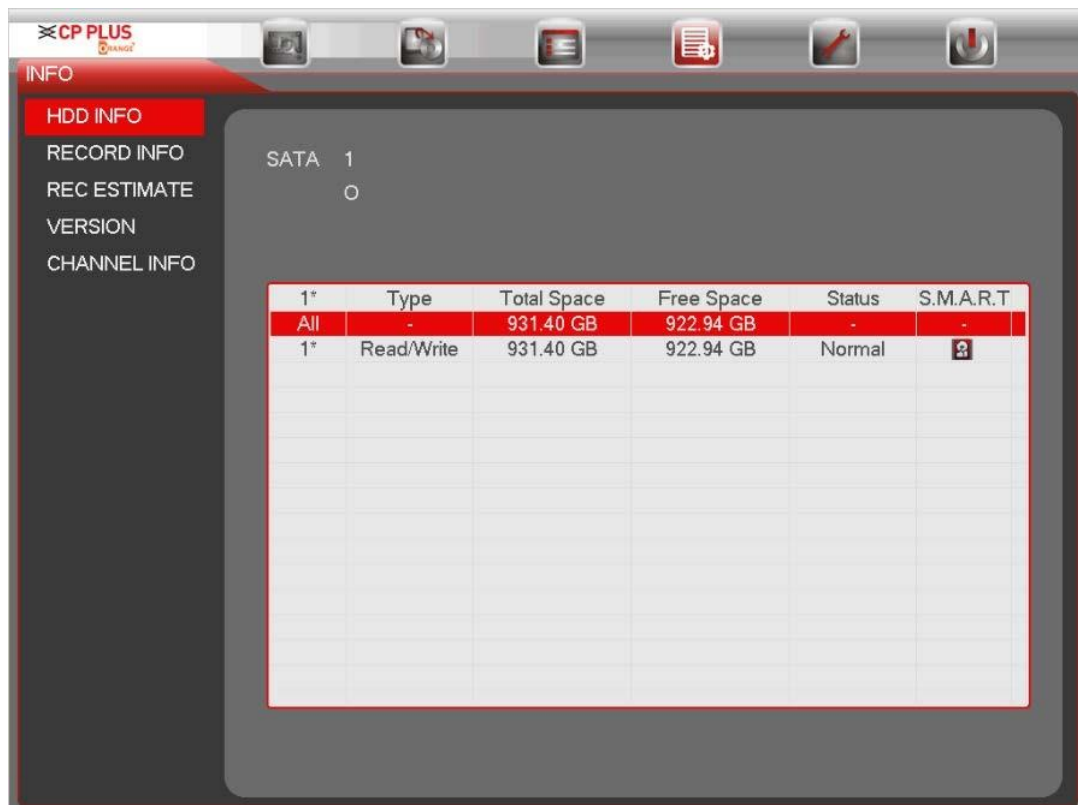 CP PLUS
ORANGE
INFO
HDD INFO
RECORD INFO
REC ESTIMATE
VERSION
CHANNEL INFO
SATA 1
O
1* Type Total Space Free Space Status S.M.A.R.T
All - 931.40 GB 922.94 GB - -
1* Read/Write 931.40 GB 922.94 GB Normal